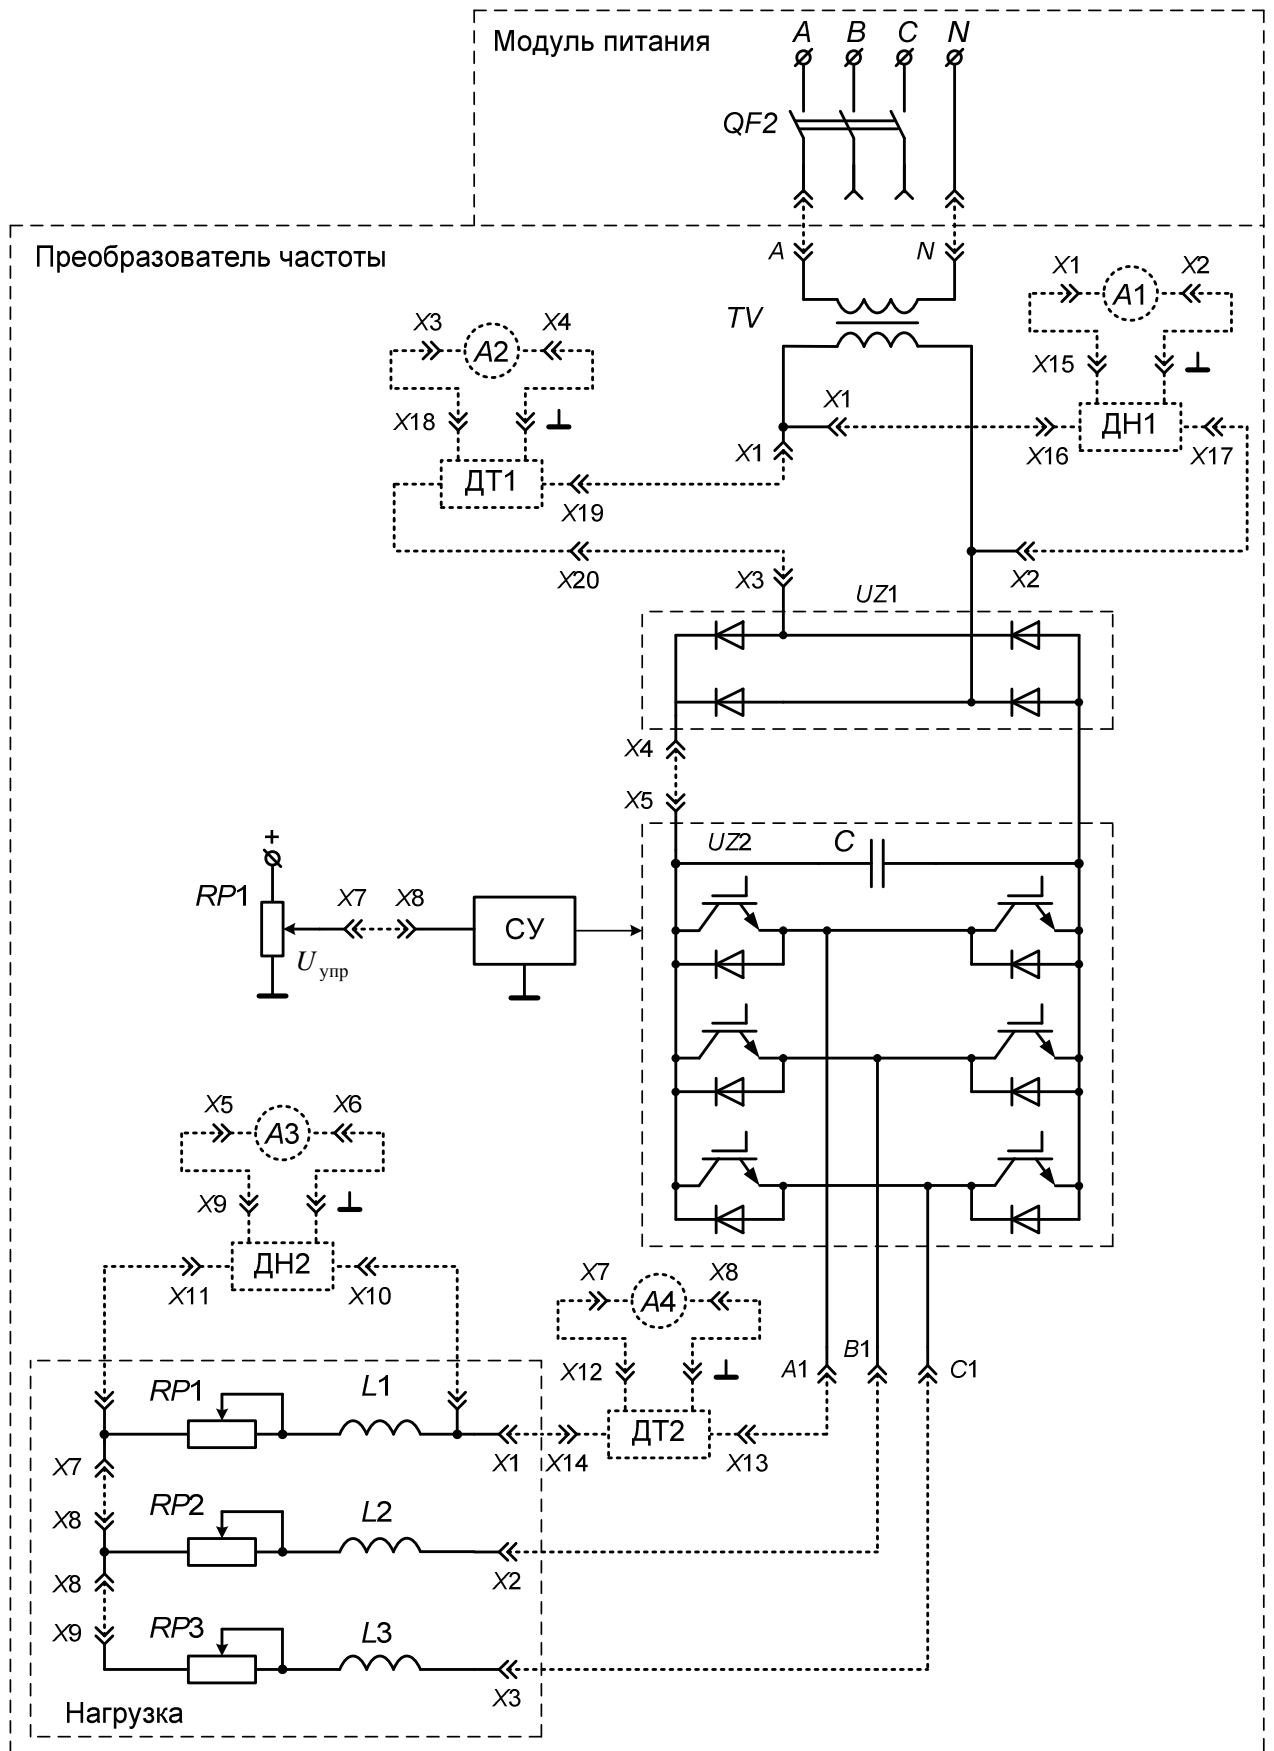 Модуль питания
A B C N
QF2
Преобразователь частоты
A N
X1 A1 X2
TV
X3 A2 X4
X15
X18
X1
ДН1
X1
X16 X17
ДТ1
X19
X20 X3 X2
UZ1
X4
X5
+
UZ2 C
RP1 X7 X8
СУ
Uупр
X5 A3 X6
X9
ДН2
X11 X10
X7 A4 X8
X12
A1 B1 C1
RP1 L1
ДТ2
X1 X14 X13
X7
RP2 L2
X8
X2
X8
RP3 L3
X9
X3
Нагрузка